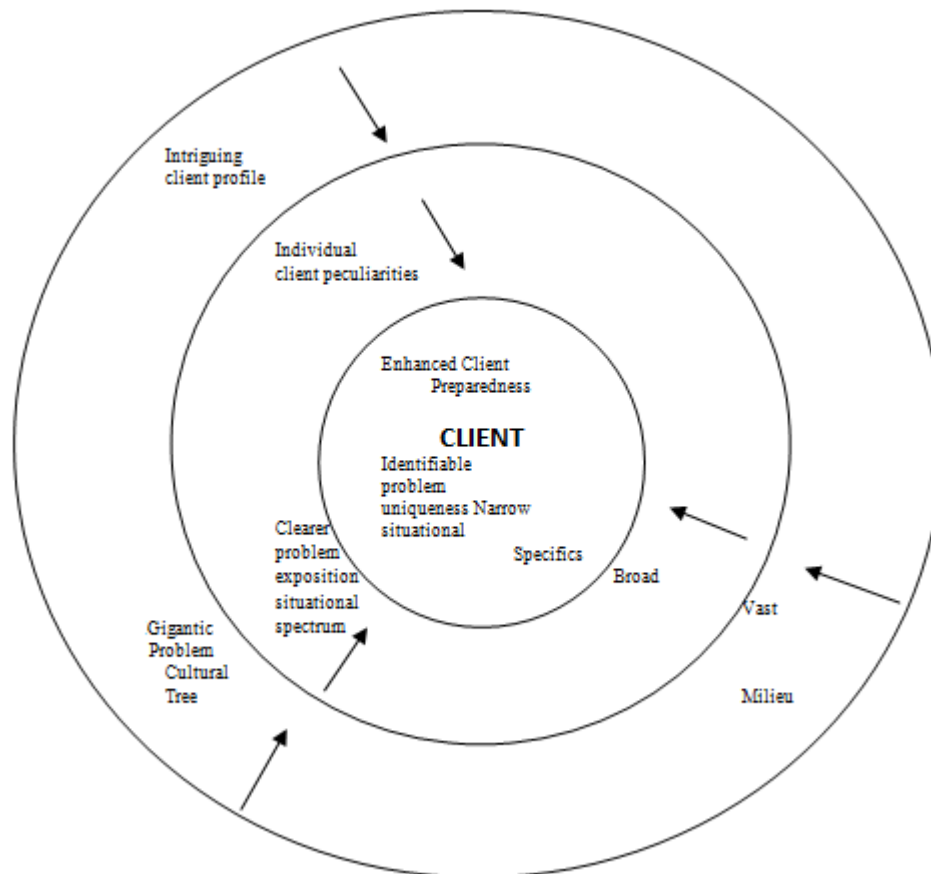 Intriguing
client profile
Individual
client peculiarities
Enhanced Client
Preparedness
CLIENT
Identifiable
problem
uniqueness Narrow
situational
Specifics
Clearer
problem
exposition
situational
spectrum
Broad
Vast
Gigantic
Problem
Cultural
Tree
Milieu